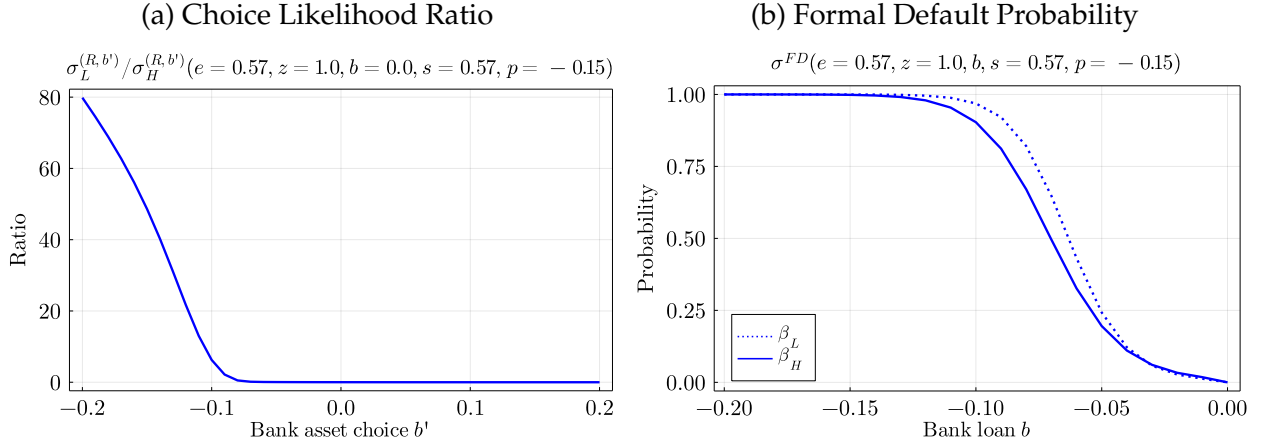 (a) Choice Likelihood Ratio
σ_L^{(R, b')}/σ_H^{(R, b')}(e = 0.57, z = 1.0, b = 0.0, s = 0.57, p = − 0.15)
80
60
40
20
0
Ratio
−0.2
−0.1
0.0
0.1
0.2
Bank asset choice b'
(b) Formal Default Probability
σ^{FD}(e = 0.57, z = 1.0, b, s = 0.57, p = − 0.15)
1.00
0.75
0.50
0.25
0.00
Probability
β_L
β_H
−0.20
−0.15
−0.10
−0.05
0.00
Bank loan b